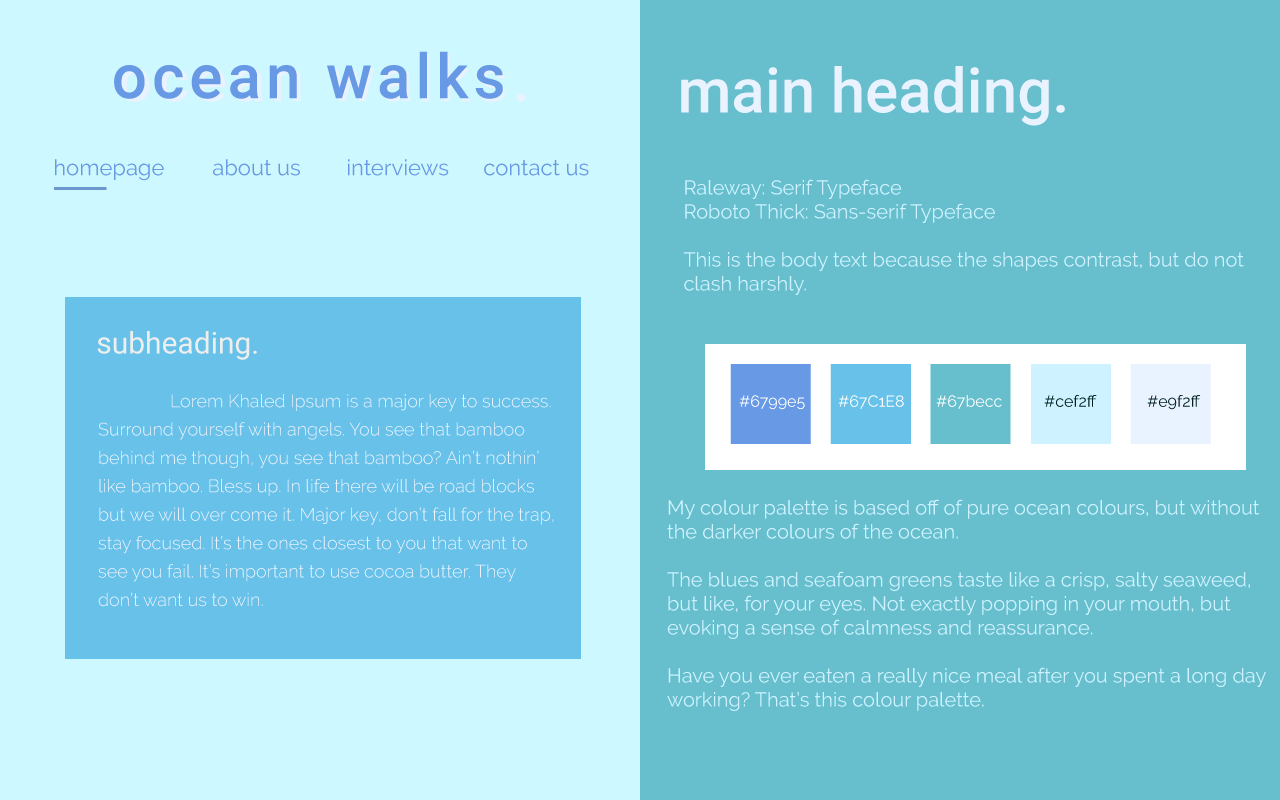 ocean walks.
homepage about us interviews contact us
subheading.
Lorem Khaled Ipsum is a major key to success.
Surround yourself with angels. You see that bamboo
behind me though, you see that bamboo? Ain't nothin'
like bamboo. Bless up. In life there will be road blocks
but we will over come it. Major key, don't fall for the trap,
stay focused. It's the ones closest to you that want to
see you fail. It's important to use cocoa butter. They
don't want us to win.
main heading.
Raleway: Serif Typeface
Roboto Thick: Sans-serif Typeface
This is the body text because the shapes contrast, but do not
clash harshly.
#6799e5 #67C1E8 #67becc #cef2ff #e9f2ff
My colour palette is based off of pure ocean colours, but without
the darker colours of the ocean.
The blues and seafoam greens taste like a crisp, salty seaweed,
but like, for your eyes. Not exactly popping in your mouth, but
evoking a sense of calmness and reassurance.
Have you ever eaten a really nice meal after you spent a long day
working? That's this colour palette.